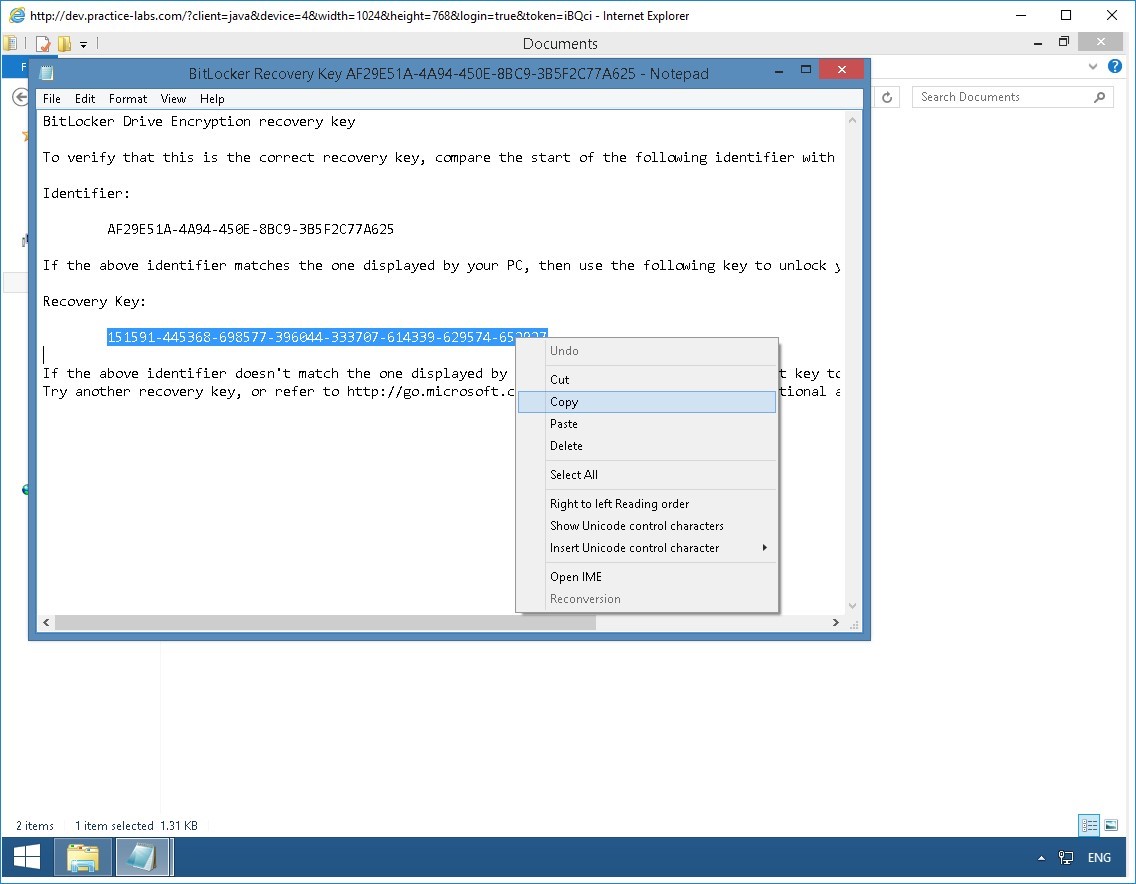 http://dev.practice-labs.com/?client=java&device=4&width=1024&height=768&login=true&token=iBQci - Internet Explorer
Documents
F
BitLocker Recovery Key AF29E51A-4A94-450E-8BC9-3B5F2C77A625 - Notepad
File Edit Format View Help
Search Documents
BitLocker Drive Encryption recovery key
To verify that this is the correct recovery key, compare the start of the following identifier with
Identifier:
AF29E51A-4A94-450E-8BC9-3B5F2C77A625
If the above identifier matches the one displayed by your PC, then use the following key to unlock
Recovery Key:
151591-445368-698577-396044-333707-614339-629574-652927
If the above identifier doesn't match the one displayed by t key to
Try another recovery key, or refer to http://go.microsoft.c tional a
Undo
Cut
Copy
Paste
Delete
Select All
Right to left Reading order
Show Unicode control characters
Insert Unicode control character
Open IME
Reconversion
2 items 1 item selected 1.31 KB
ENG